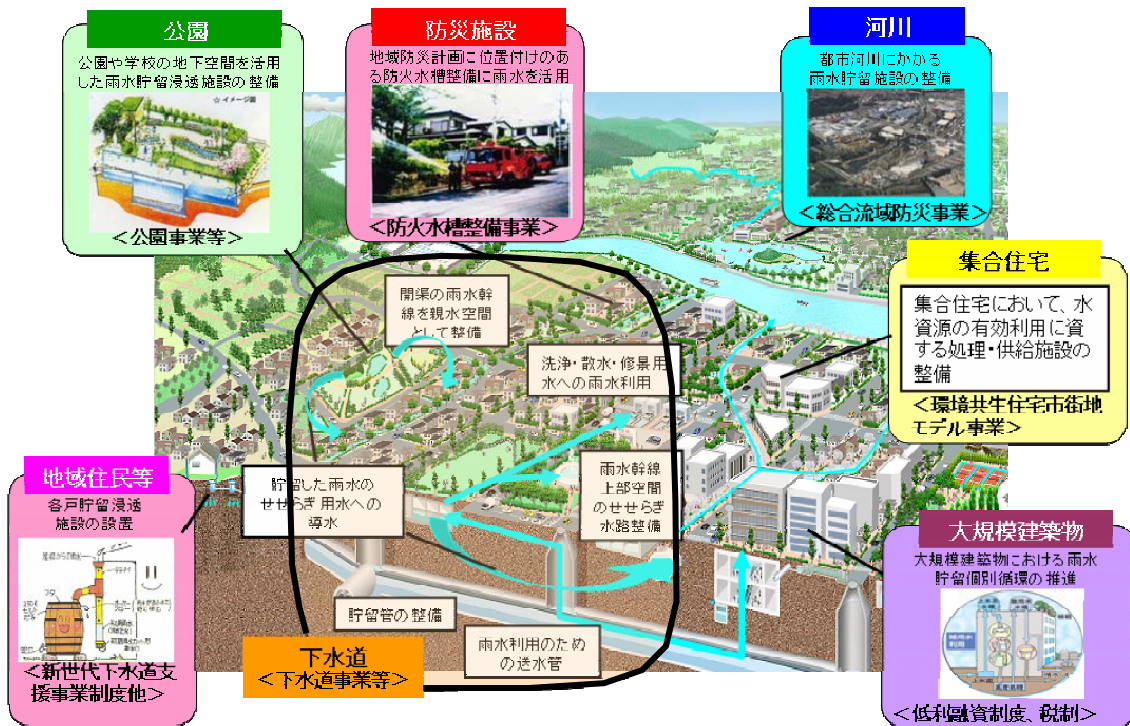 公園
公園や学校の地下空間を活用
した雨水貯留浸透施設の整備
☆イメージ図
＜公園事業等＞
防災施設
地域防災計画に位置付けのあ
る防火水槽整備に雨水を活用
＜防火水槽整備事業＞
河川
都市河川にかかる
雨水貯留施設の整備
＜総合流域防災事業＞
集合住宅
集合住宅において、水
資源の有効利用に資
する処理・供給施設の
整備
＜環境共生住宅市街地
モデル事業＞
開渠の雨水幹
線を親水空間
として整備
洗浄・散水・修景用
水への雨水利用
貯留した雨水の
せせらぎ用水への
導水
雨水幹線
上部空間
のせせらぎ
水路整備
貯留管の整備
雨水利用のための
の送水管
下水道
＜下水道事業等＞
地域住民等
各戸貯留浸透
施設の設置
＜新世代下水道支
援事業制度他＞
大規模建築物
大規模建築物における雨水
貯留個別循環の推進
＜低利融資制度、税制＞